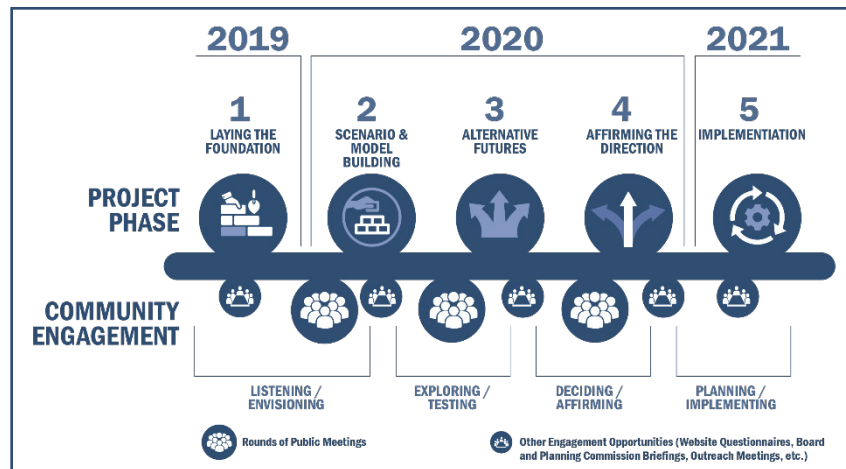 2019
2020
2021
1
2
3
4
5
LAYING THE
FOUNDATION
SCENARIO &
MODEL
BUILDING
ALTERNATIVE
FUTURES
AFFIRMING THE
DIRECTION
IMPLEMENTIATION
PROJECT
PHASE
COMMUNITY
ENGAGEMENT
LISTENING /
ENVISIONING
EXPLORING /
TESTING
DECIDING /
AFFIRMING
PLANNING /
IMPLEMENTING
Rounds of Public Meetings
Other Engagement Opportunities (Website Questionnaires, Board
and Planning Commission Briefings, Outreach Meetings, etc.)